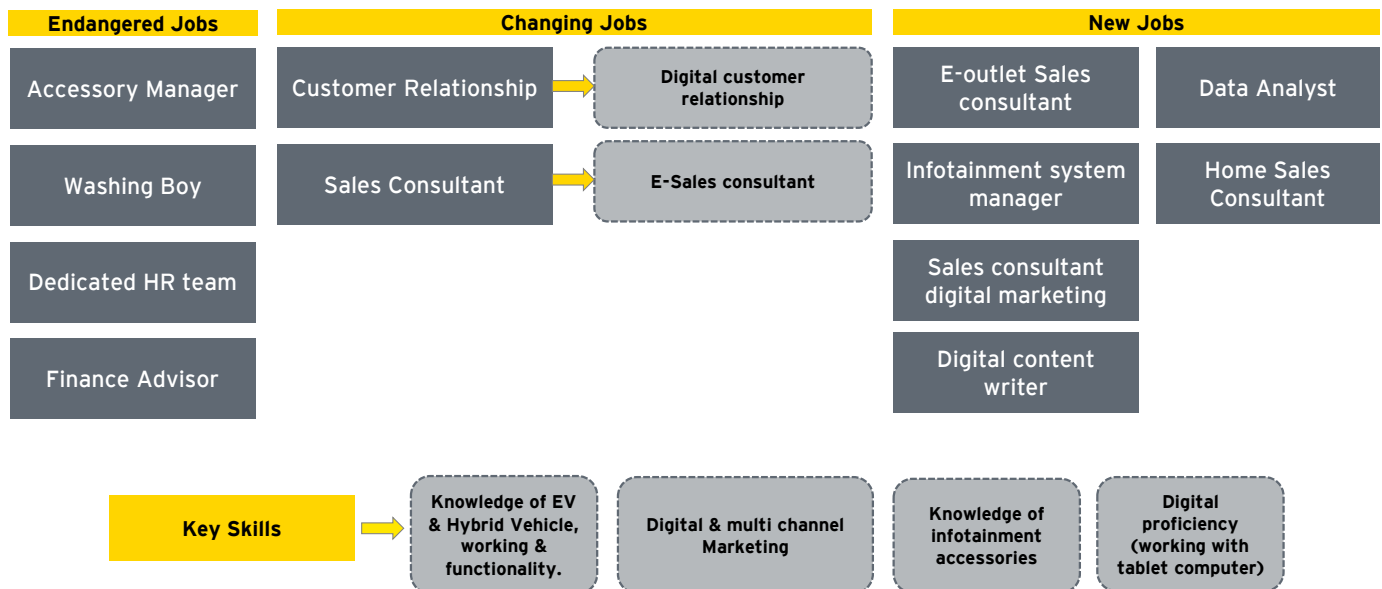 Endangered Jobs
Accessory Manager
Washing Boy
Dedicated HR team
Finance Advisor
Changing Jobs
Customer Relationship
Digital customer
relationship
Sales Consultant
E-Sales consultant
New Jobs
E-outlet Sales
consultant
Data Analyst
Infotainment system
manager
Home Sales
Consultant
Sales consultant
digital marketing
Digital content
writer
Key Skills
Knowledge of EV
& Hybrid Vehicle,
working &
functionality.
Digital & multi channel
Marketing
Knowledge of
infotainment
accessories
Digital
proficiency
(working with
tablet computer)